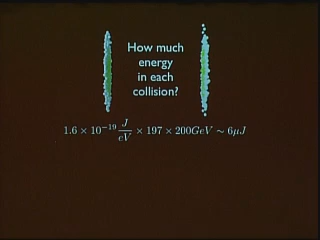 How much
energy
in each
collision?
1.6 × 10⁻¹⁹ J/eV × 197 × 200GeV ∼ 6μJ